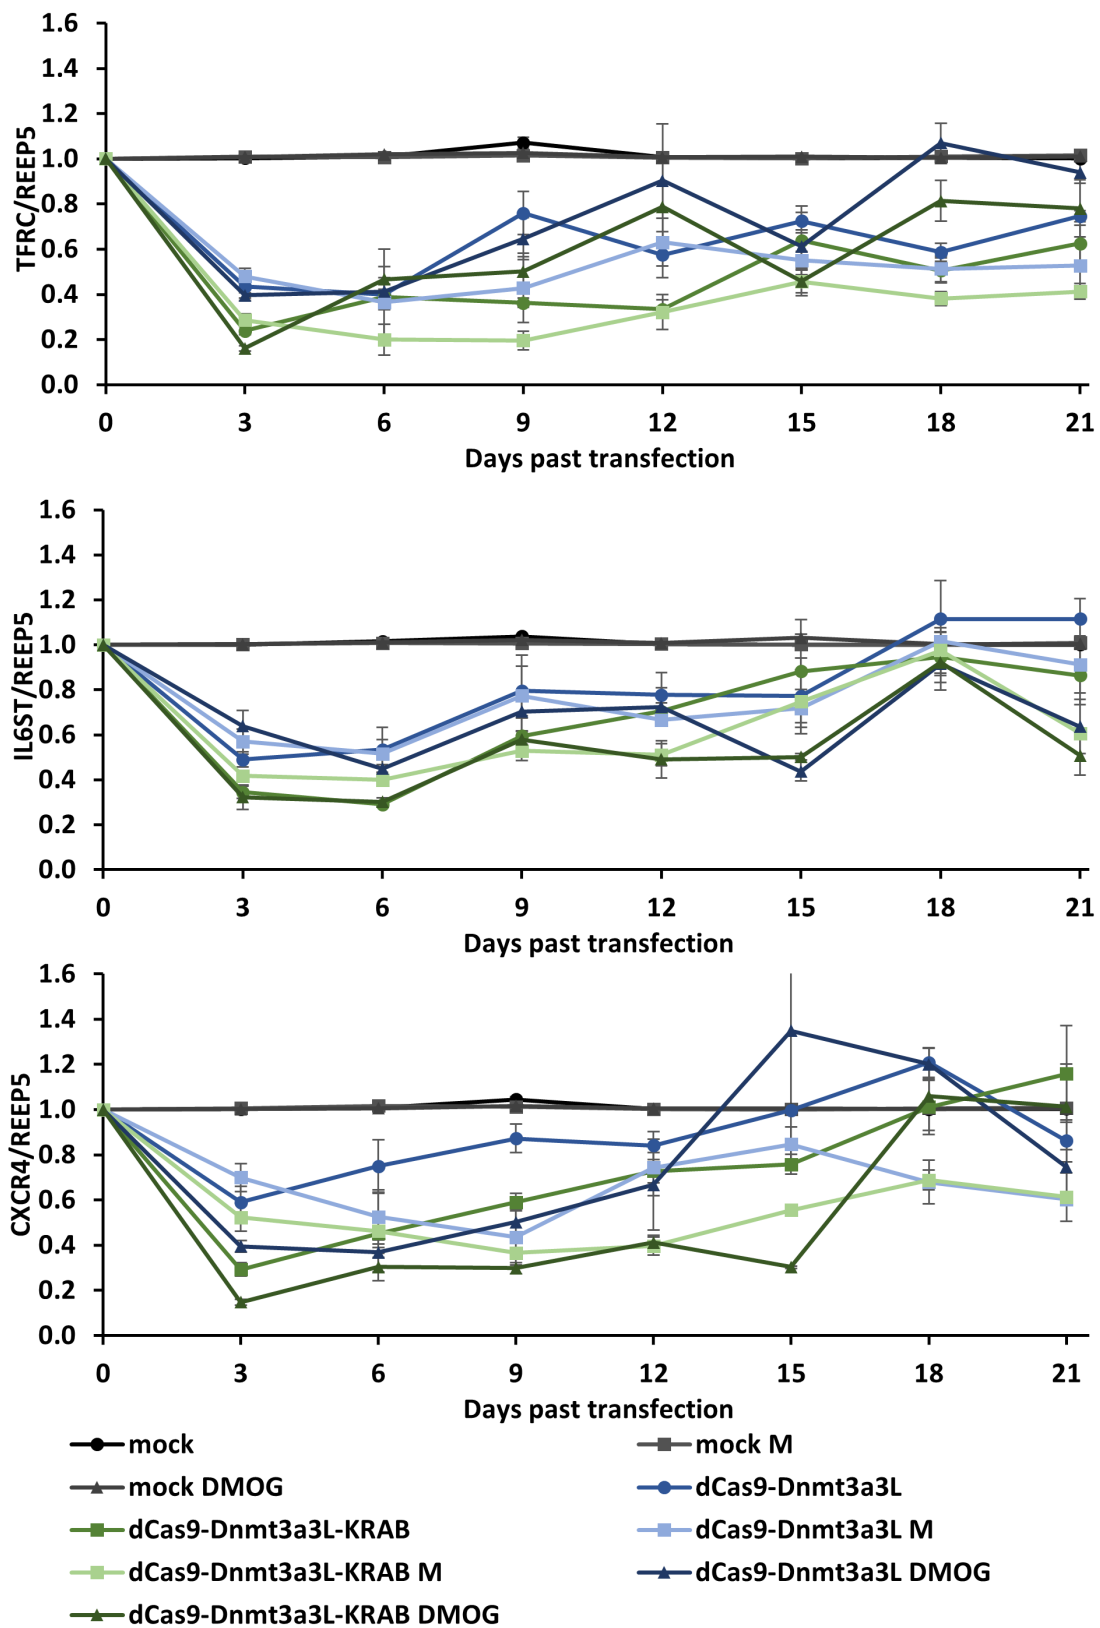 1.6
1.4
1.2
1.0
0.8
0.6
0.4
0.2
0.0
TFRC/REEP5
0 3 6 9 12 15 18 21
Days past transfection
1.6
1.4
1.2
1.0
0.8
0.6
0.4
0.2
0.0
IL6ST/REEP5
0 3 6 9 12 15 18 21
Days past transfection
1.6
1.4
1.2
1.0
0.8
0.6
0.4
0.2
0.0
CXCR4/REEP5
0 3 6 9 12 15 18 21
Days past transfection
mock mock M
mock DMOG dCas9-Dnmt3a3L
dCas9-Dnmt3a3L-KRAB dCas9-Dnmt3a3L M
dCas9-Dnmt3a3L-KRAB M dCas9-Dnmt3a3L DMOG
dCas9-Dnmt3a3L-KRAB DMOG